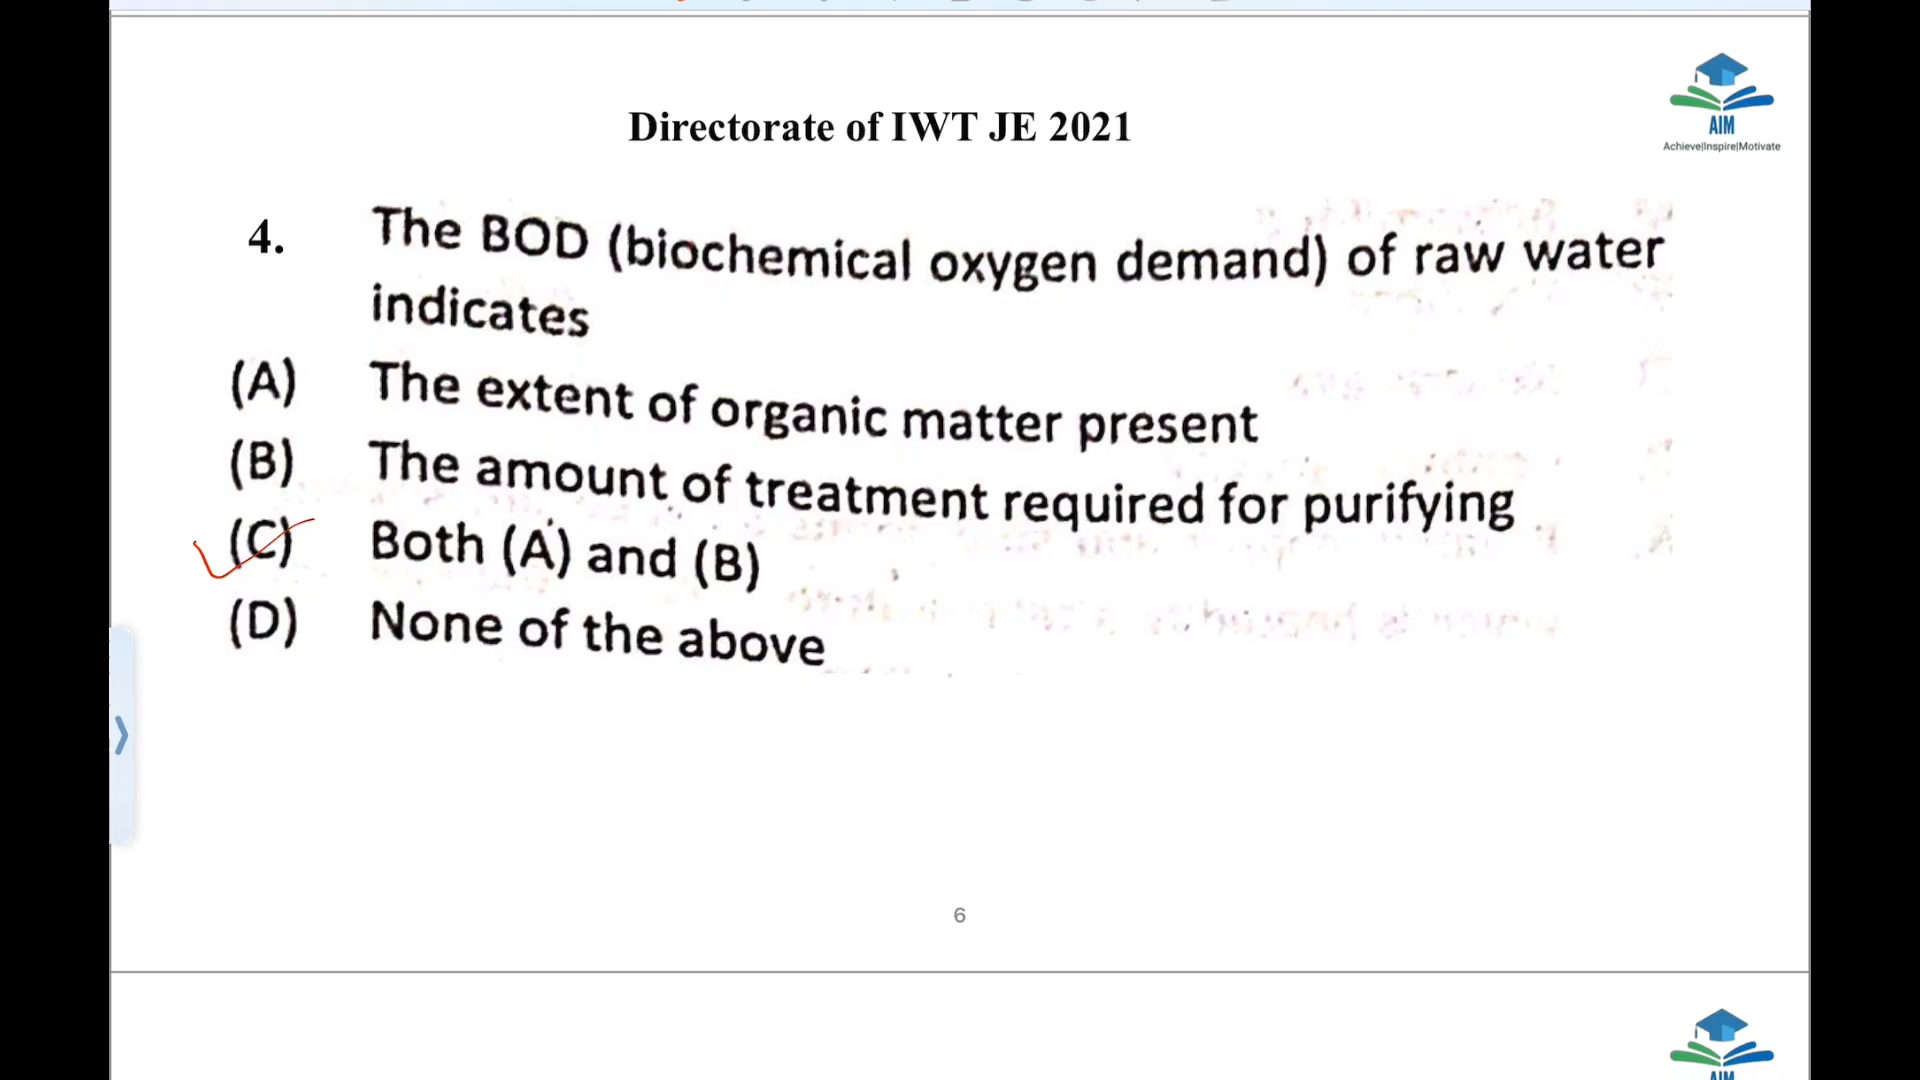 AIM
Achieve|Inspire|Motivate
Directorate of IWT JE 2021
4. The BOD (biochemical oxygen demand) of raw water
indicates
(A) The extent of organic matter present
(B) The amount of treatment required for purifying
(C) Both (A) and (B)
(D) None of the above
6
AIM